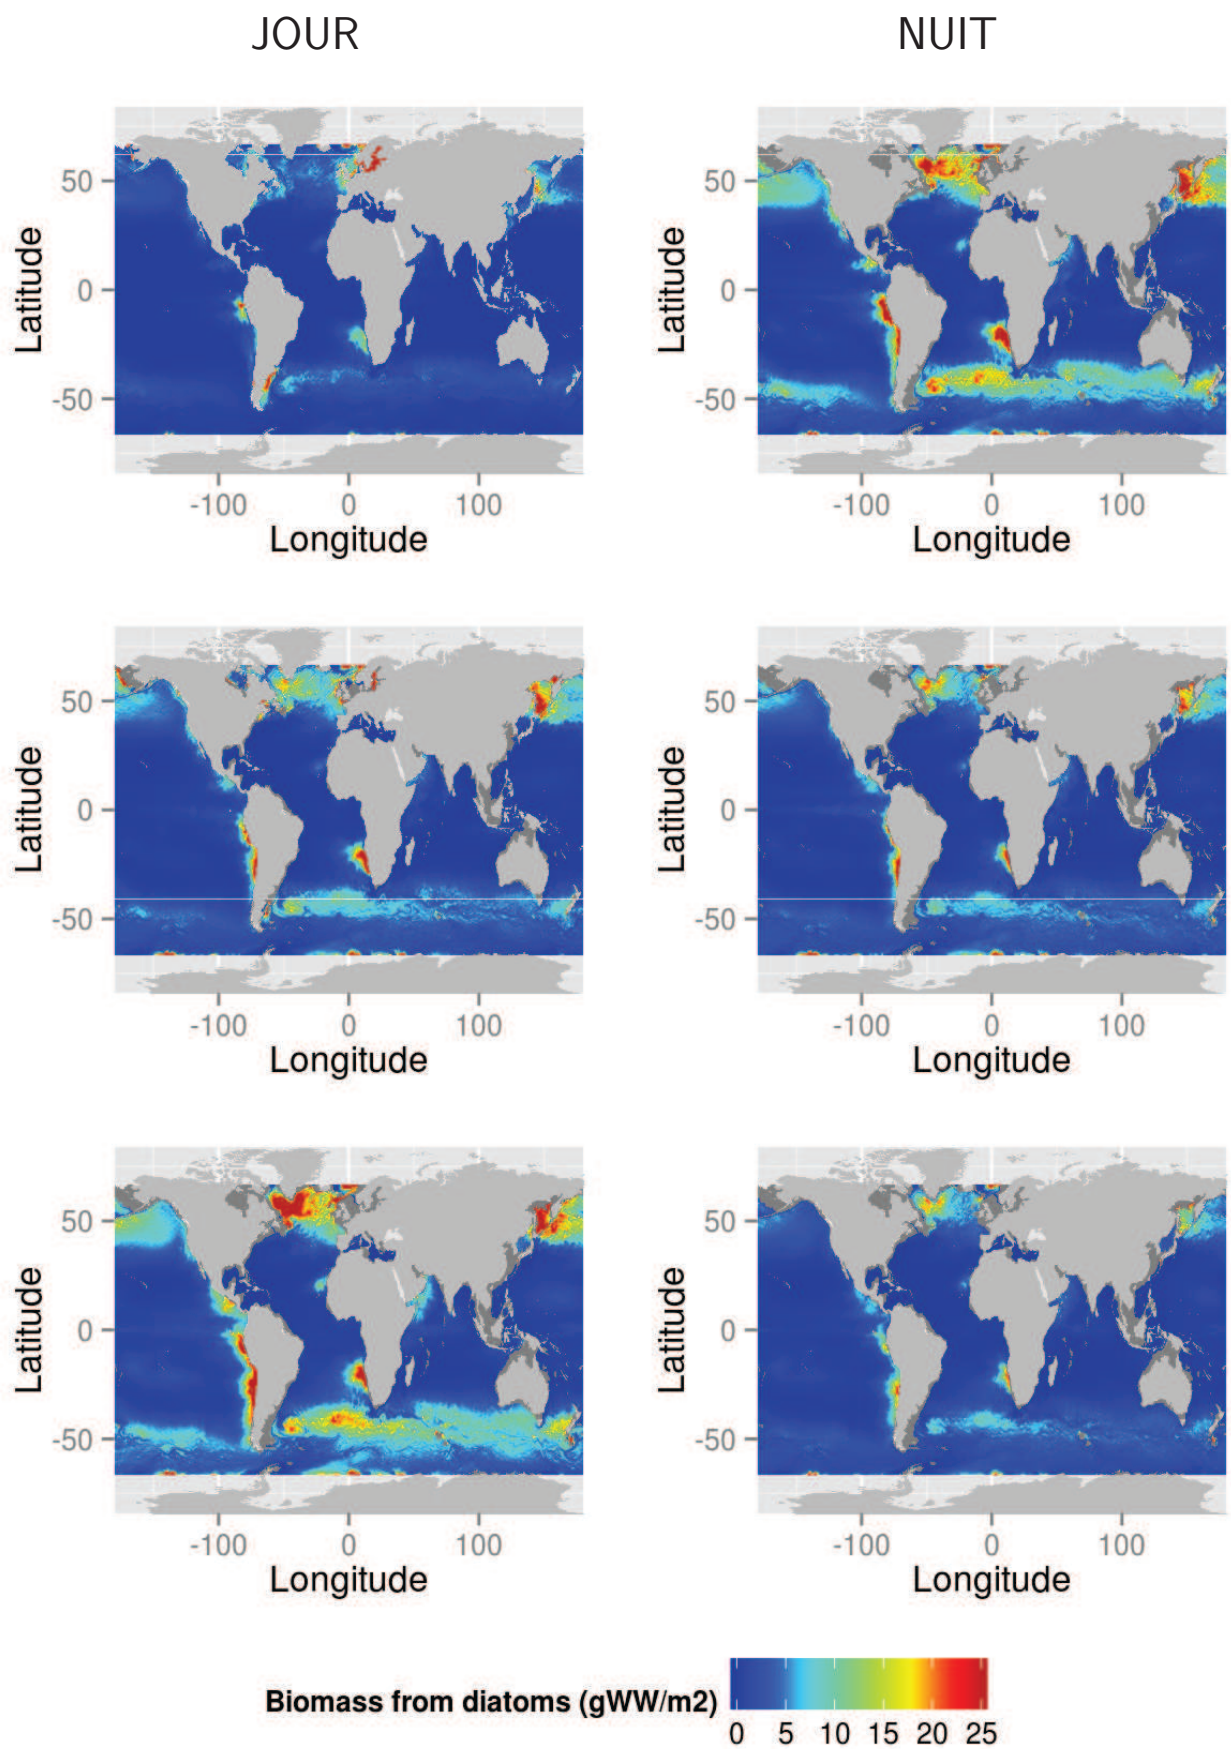 JOUR NUIT
50 50
0 0
-50 -50
Latitude Latitude
-100 0 100 -100 0 100
Longitude Longitude
50 50
0 0
-50 -50
Latitude Latitude
-100 0 100 -100 0 100
Longitude Longitude
50 50
0 0
-50 -50
Latitude Latitude
-100 0 100 -100 0 100
Longitude Longitude
Biomass from diatoms (gWW/m2)
0 5 10 15 20 25